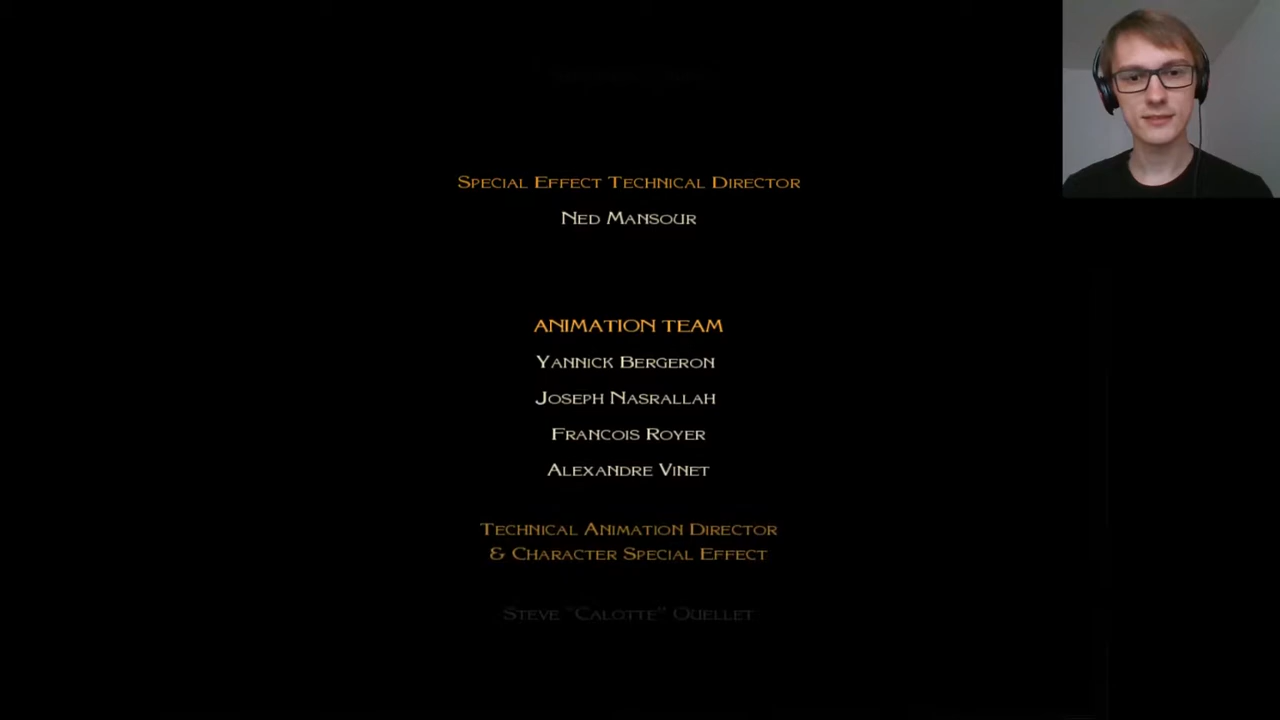 Special Effect Technical Director
Ned Mansour
ANIMATION TEAM
Yannick Bergeron
Joseph Nasrallah
Francois Royer
Alexandre Vinet
Technical Animation Director
& Character Special Effect
Steve "Calotte" Ouellet